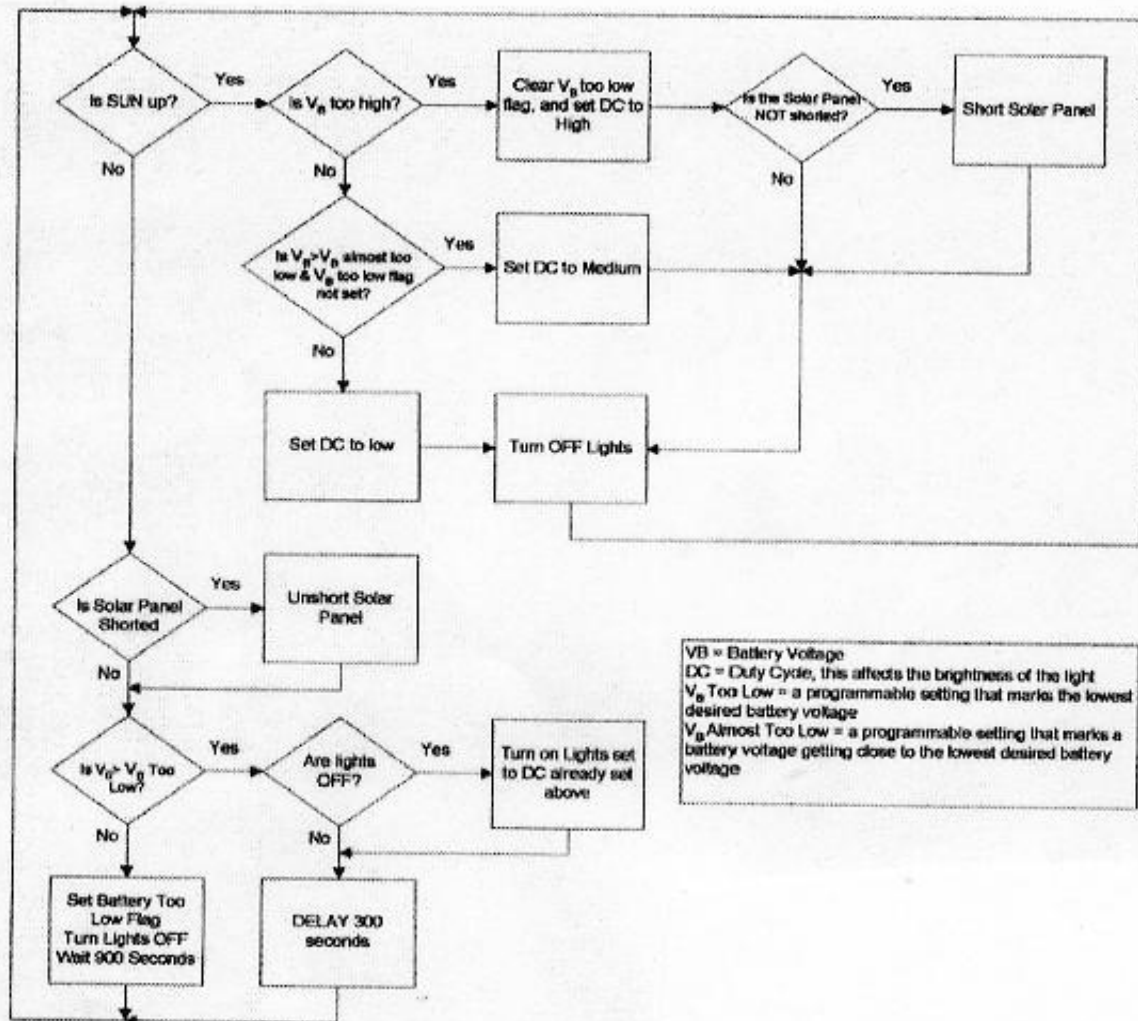 Is SUN up?
Yes
Is V_B too high?
Yes
Clear V_B too low
flag, and set DC to
High
Is the Solar Panel
NOT shorted?
Yes
Short Solar Panel
No
No
No
Is V_B>V_B almost too
low & V_B too low flag
not set?
Yes
Set DC to Medium
No
Set DC to low
Turn OFF Lights
Is Solar Panel
Shorted
Yes
Unshort Solar
Panel
No
VB = Battery Voltage
DC = Duty Cycle, this affects the brightness of the light
V_B Too Low = a programmable setting that marks the lowest
desired battery voltage
V_B Almost Too Low = a programmable setting that marks a
battery voltage getting close to the lowest desired battery
voltage
Is V_B> V_B Too
Low?
Yes
Are lights
OFF?
Yes
Turn on Lights set
to DC already set
above
No
No
Set Battery Too
Low Flag
Turn Lights OFF
Wait 900 Seconds
DELAY 300
seconds